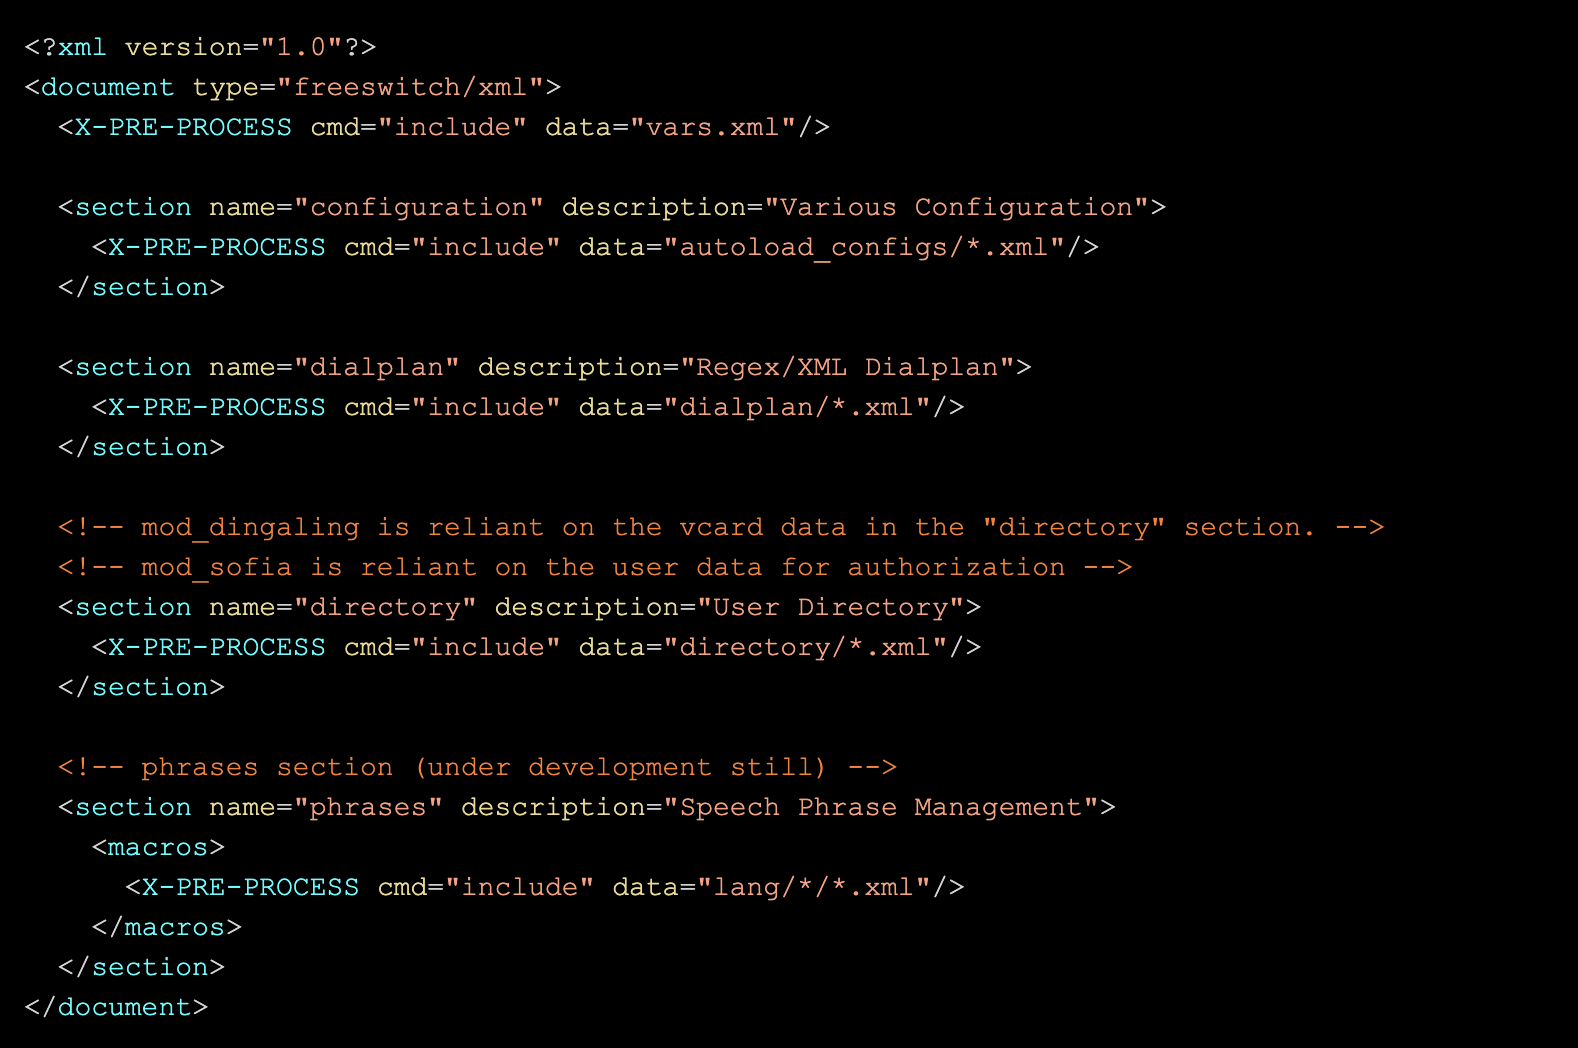 <?xml version="1.0"?>
<document type="freeswitch/xml">
  <X-PRE-PROCESS cmd="include" data="vars.xml"/>

  <section name="configuration" description="Various Configuration">
    <X-PRE-PROCESS cmd="include" data="autoload_configs/*.xml"/>
  </section>

  <section name="dialplan" description="Regex/XML Dialplan">
    <X-PRE-PROCESS cmd="include" data="dialplan/*.xml"/>
  </section>

  <!-- mod_dingaling is reliant on the vcard data in the "directory" section. -->
  <!-- mod_sofia is reliant on the user data for authorization -->
  <section name="directory" description="User Directory">
    <X-PRE-PROCESS cmd="include" data="directory/*.xml"/>
  </section>

  <!-- phrases section (under development still) -->
  <section name="phrases" description="Speech Phrase Management">
    <macros>
      <X-PRE-PROCESS cmd="include" data="lang/*/*.xml"/>
    </macros>
  </section>
</document>